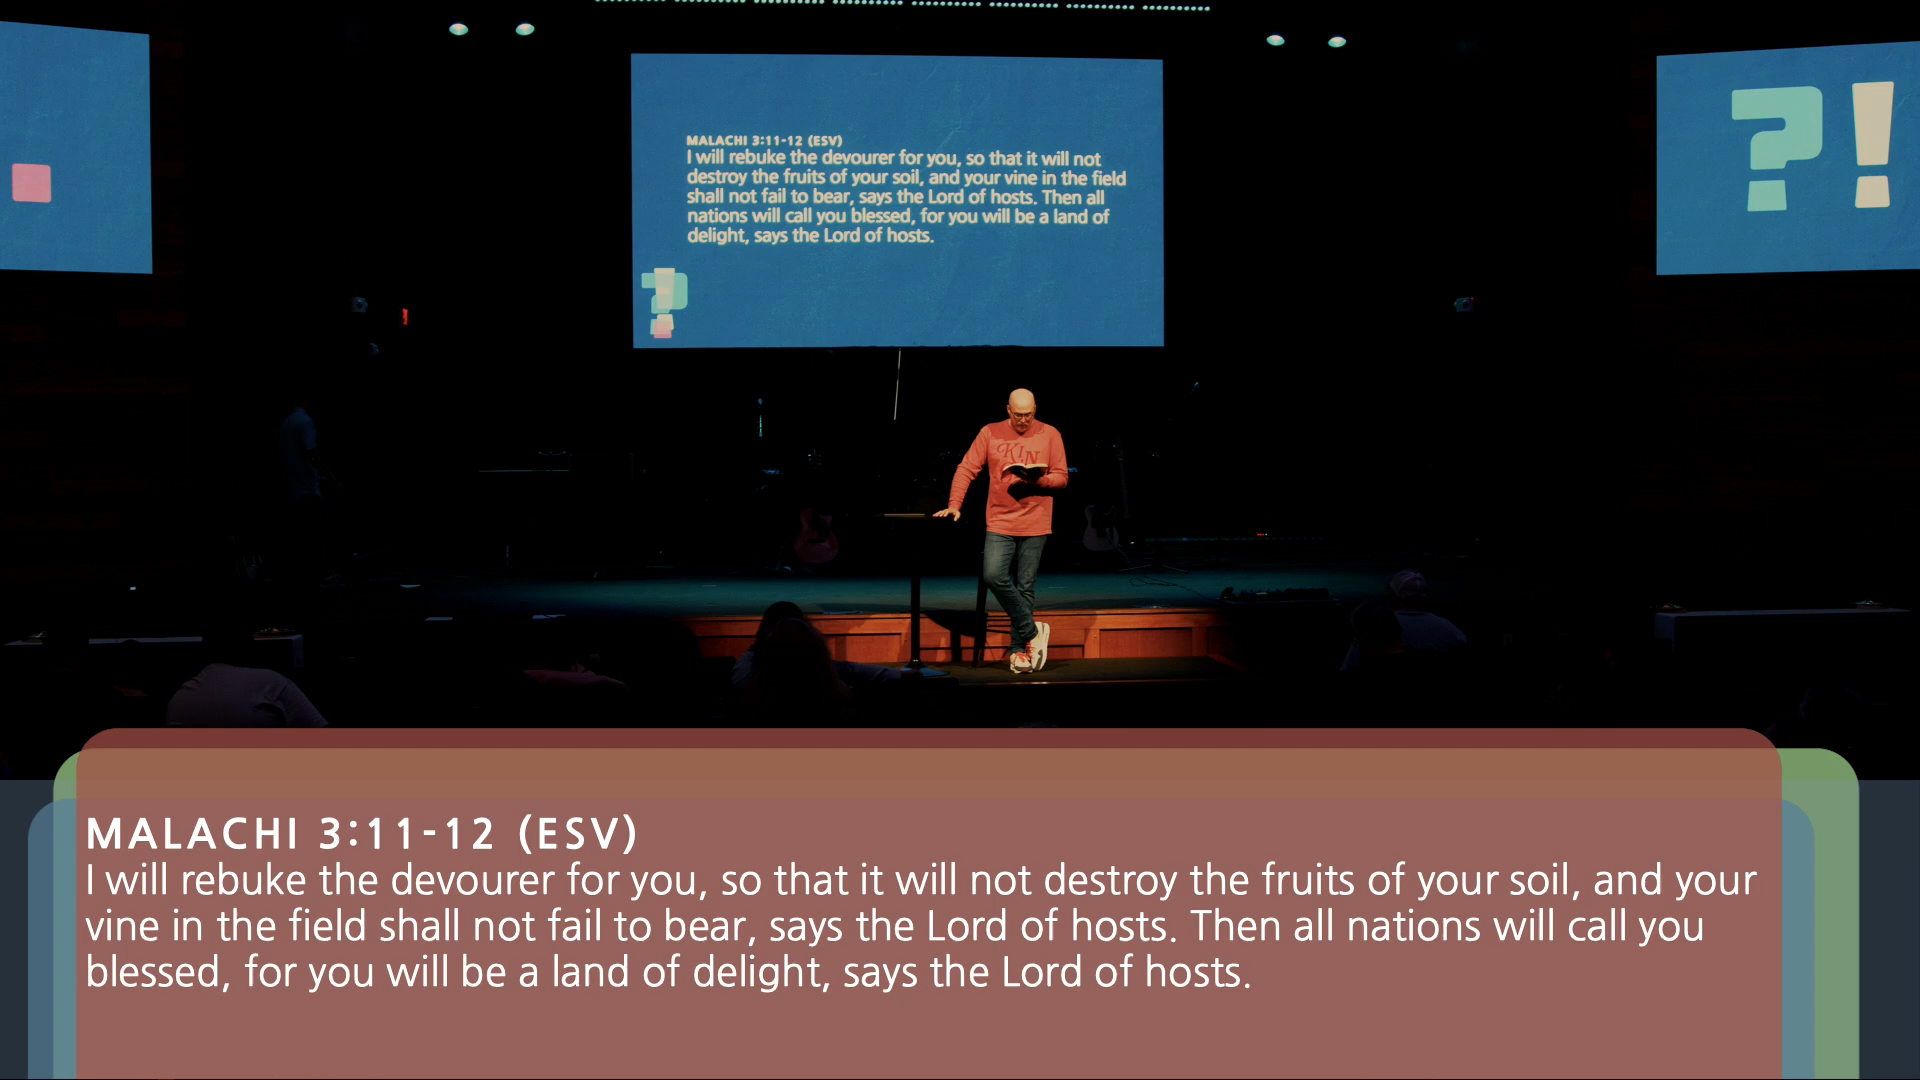 ? !
MALACHI 3:11-12 (ESV)
I will rebuke the devourer for you, so that it will not
destroy the fruits of your soil, and your vine in the field
shall not fail to bear, says the Lord of hosts. Then all
nations will call you blessed, for you will be a land of
delight, says the Lord of hosts.
?!
KIN
MALACHI 3:11-12 (ESV)
I will rebuke the devourer for you, so that it will not destroy the fruits of your soil, and your
vine in the field shall not fail to bear, says the Lord of hosts. Then all nations will call you
blessed, for you will be a land of delight, says the Lord of hosts.